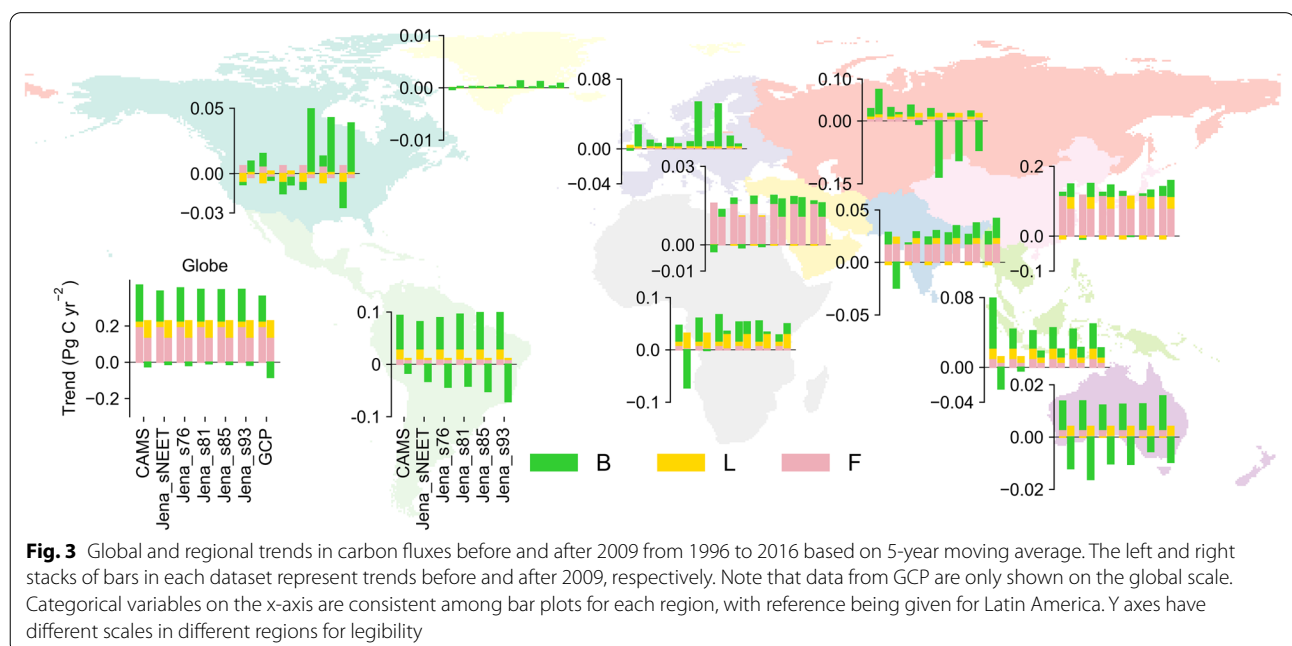 0.01
0.00
−0.01
0.05
0.00
−0.03
0.08
0.00
−0.04
0.10
0.00
−0.15
0.03
0.00
−0.01
0.2
0.0
−0.1
0.05
0.00
−0.05
Globe
Trend (Pg C yr⁻²)
0.2
0.0
−0.2
CAMS
Jena_sNEET
Jena_s76
Jena_s81
Jena_s85
Jena_s93
GCP
0.1
0
-0.1
CAMS
Jena_sNEET
Jena_s76
Jena_s81
Jena_s85
Jena_s93
0.1
0.0
−0.1
0.08
0.00
−0.04
0.02
0.00
−0.02
B L F
Fig. 3 Global and regional trends in carbon fluxes before and after 2009 from 1996 to 2016 based on 5-year moving average. The left and right
stacks of bars in each dataset represent trends before and after 2009, respectively. Note that data from GCP are only shown on the global scale.
Categorical variables on the x-axis are consistent among bar plots for each region, with reference being given for Latin America. Y axes have
different scales in different regions for legibility